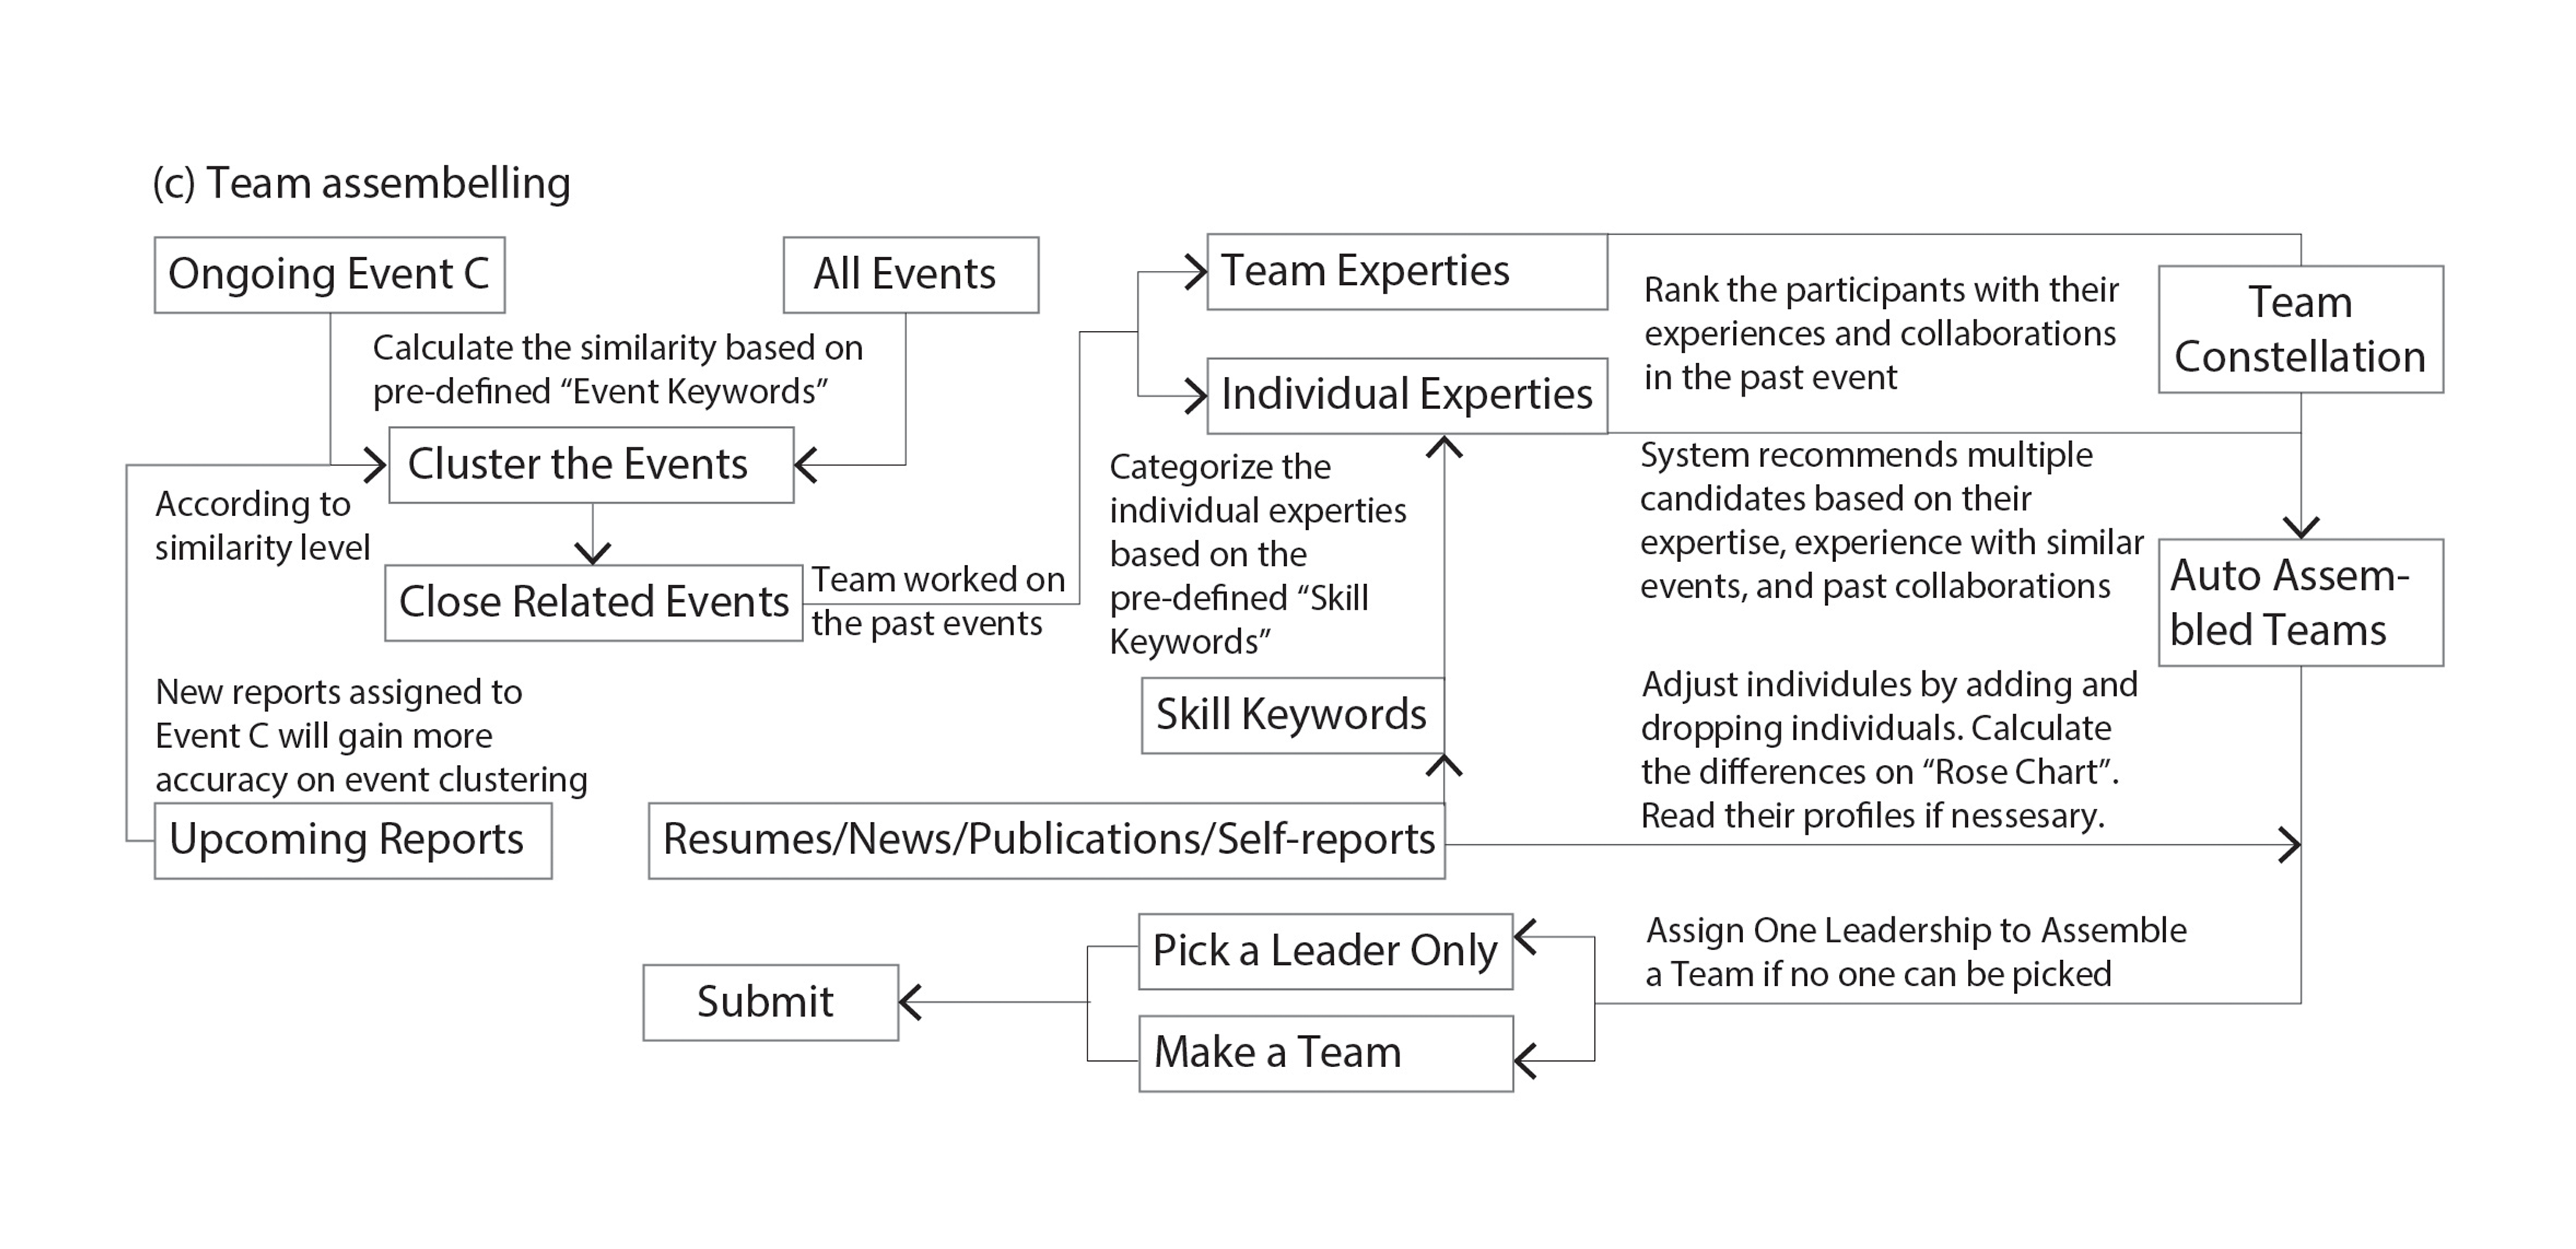 (c) Team assembelling
Ongoing Event C
All Events
Calculate the similarity based on
pre-defined “Event Keywords”
Cluster the Events
According to
similarity level
Close Related Events
Team worked on
the past events
New reports assigned to
Event C will gain more
accuracy on event clustering
Upcoming Reports
Team Experties
Individual Experties
Categorize the
individual experties
based on the
pre-defined “Skill
Keywords”
Skill Keywords
Resumes/News/Publications/Self-reports
Rank the participants with their
experiences and collaborations
in the past event
Team
Constellation
System recommends multiple
candidates based on their
expertise, experience with similar
events, and past collaborations
Auto Assem-
bled Teams
Adjust individules by adding and
dropping individuals. Calculate
the differences on “Rose Chart”.
Read their profiles if nessesary.
Assign One Leadership to Assemble
a Team if no one can be picked
Pick a Leader Only
Make a Team
Submit